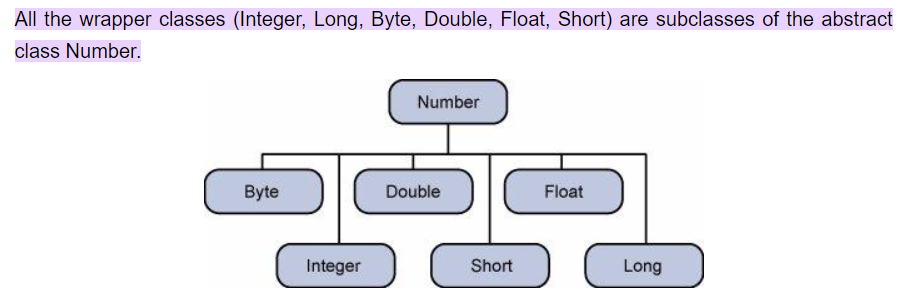 All the wrapper classes (Integer, Long, Byte, Double, Float, Short) are subclasses of the abstract
class Number.
Number
Byte Double Float
Integer Short Long